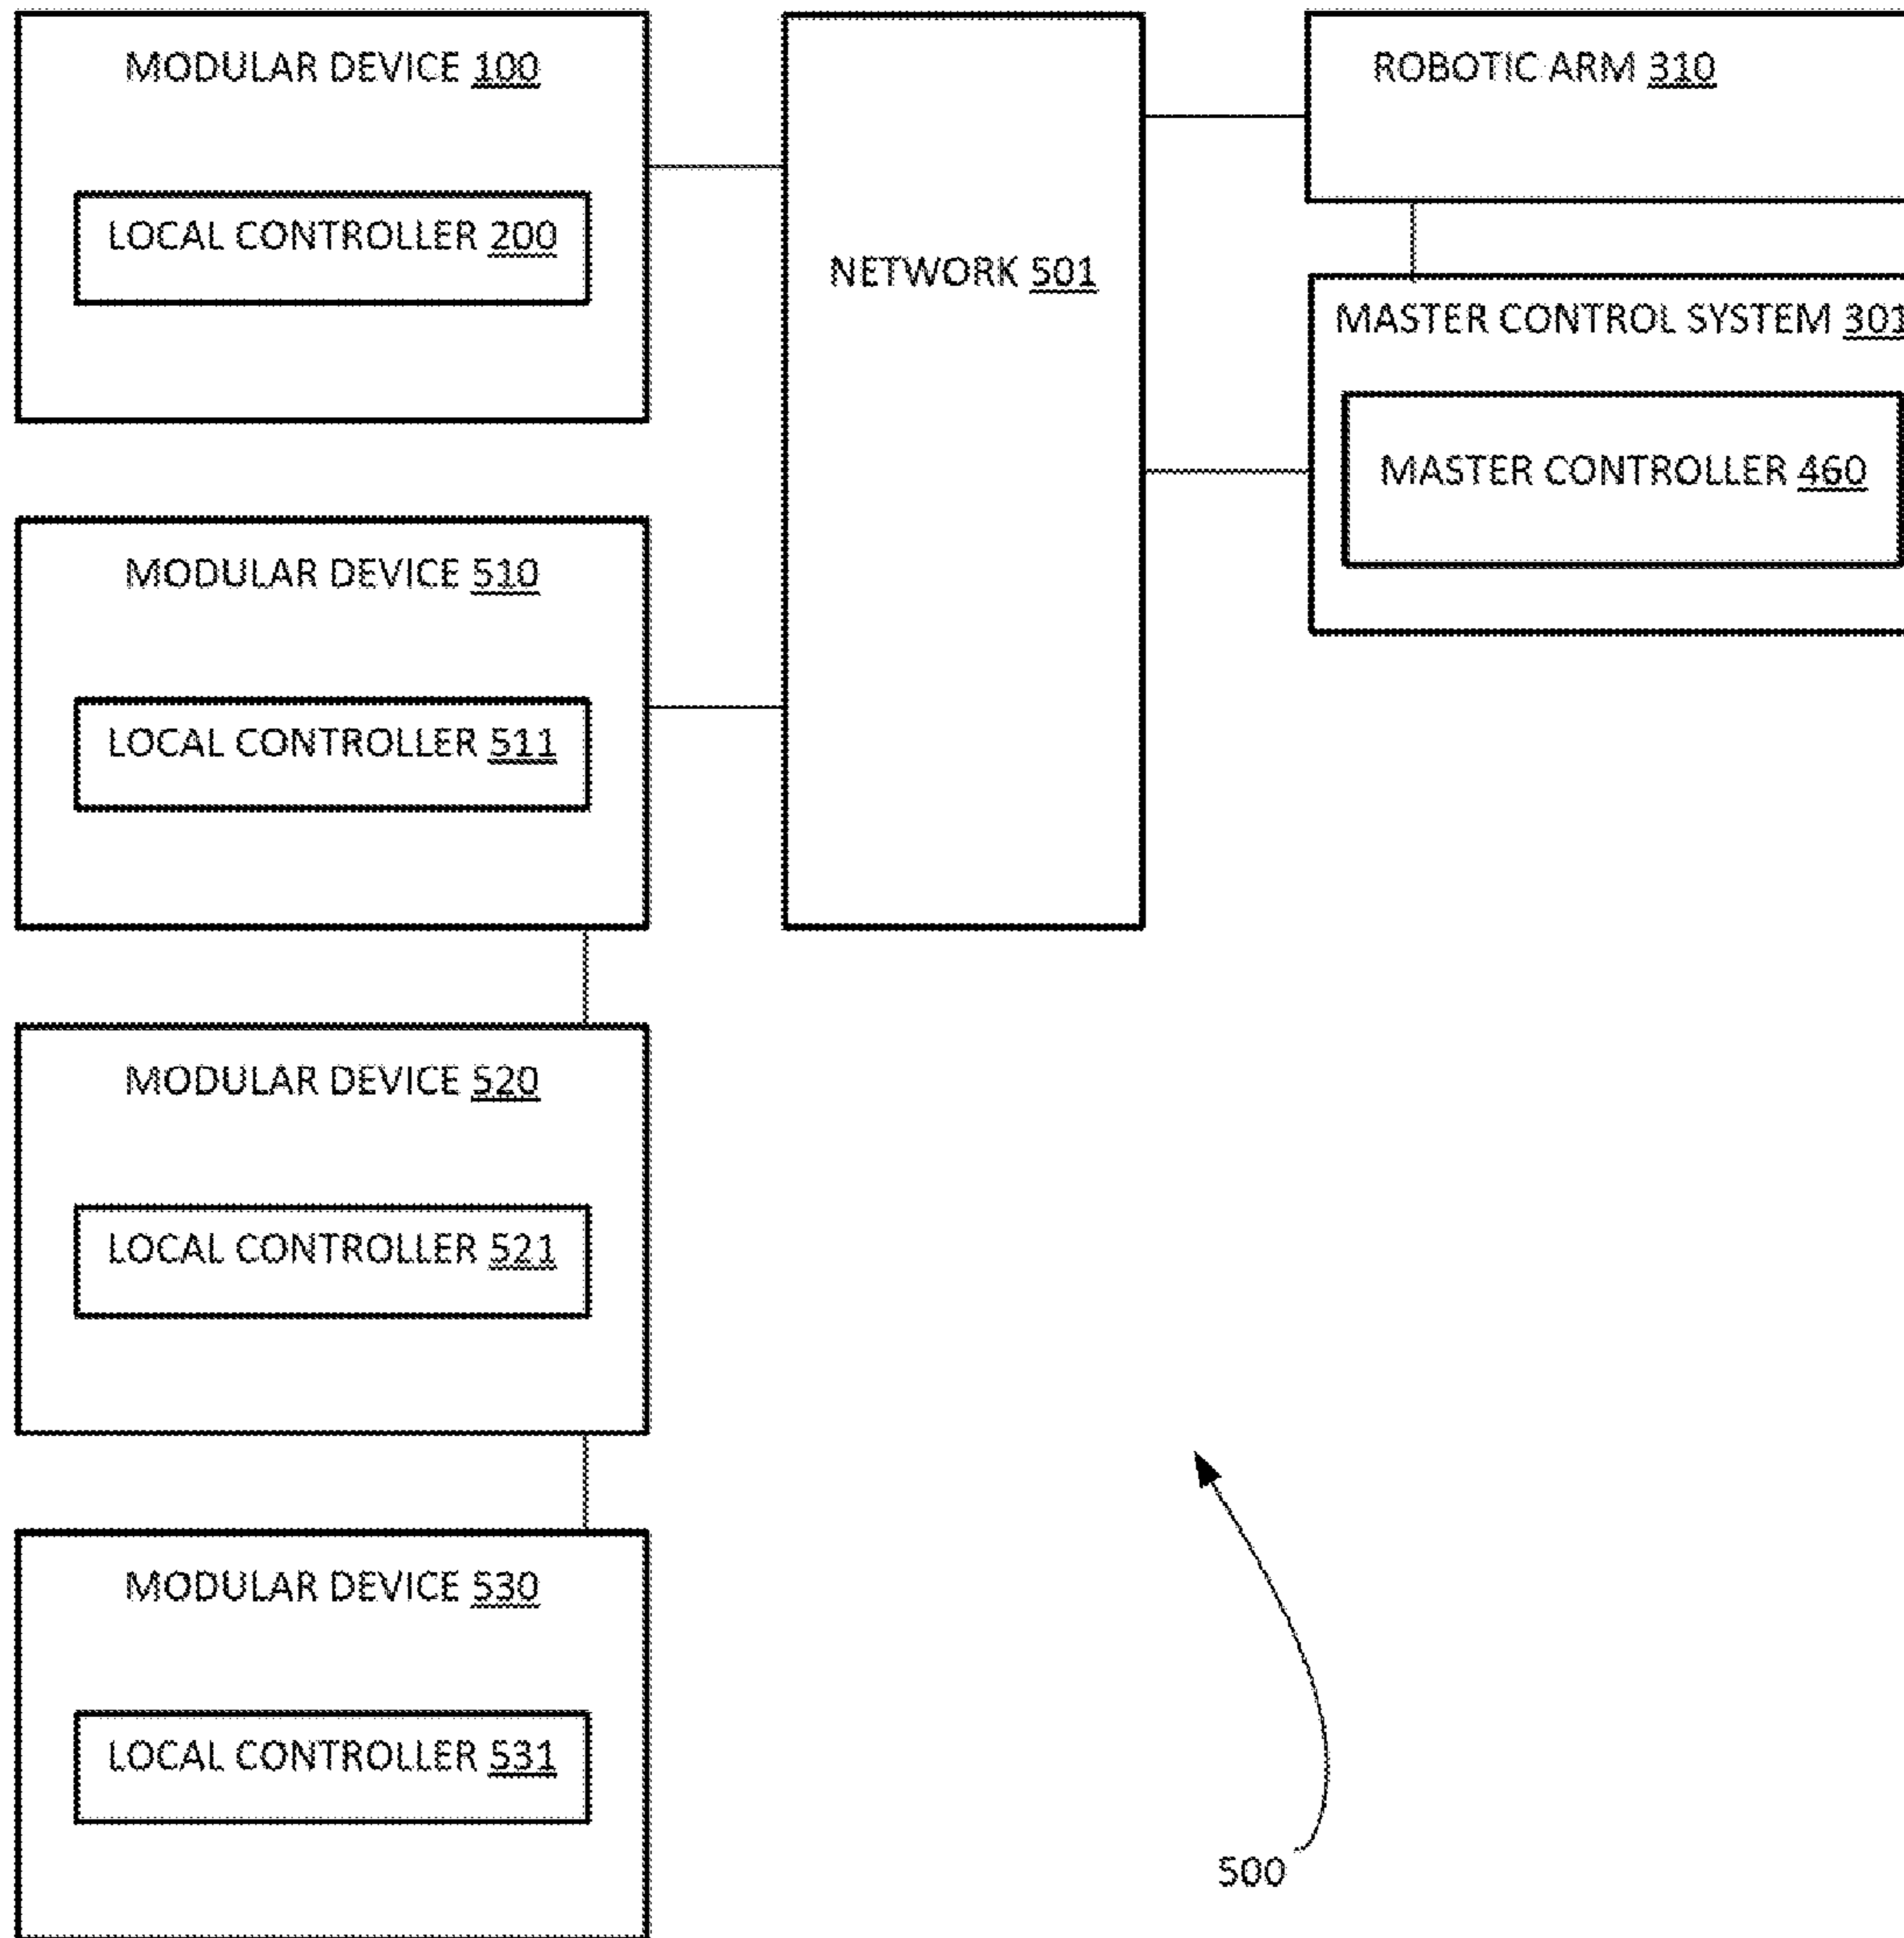 MODULAR DEVICE 100
LOCAL CONTROLLER 200
NETWORK 501
ROBOTIC ARM 310
MASTER CONTROL SYSTEM 301
MASTER CONTROLLER 460
MODULAR DEVICE 510
LOCAL CONTROLLER 511
MODULAR DEVICE 520
LOCAL CONTROLLER 521
MODULAR DEVICE 530
LOCAL CONTROLLER 531
500